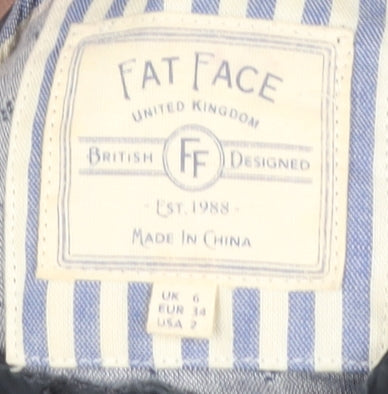 FAT FACE
UNITED KINGDOM
BRITISH FF DESIGNED
· EST. 1988 ·
MADE IN CHINA
UK 6
EUR 34
USA 2